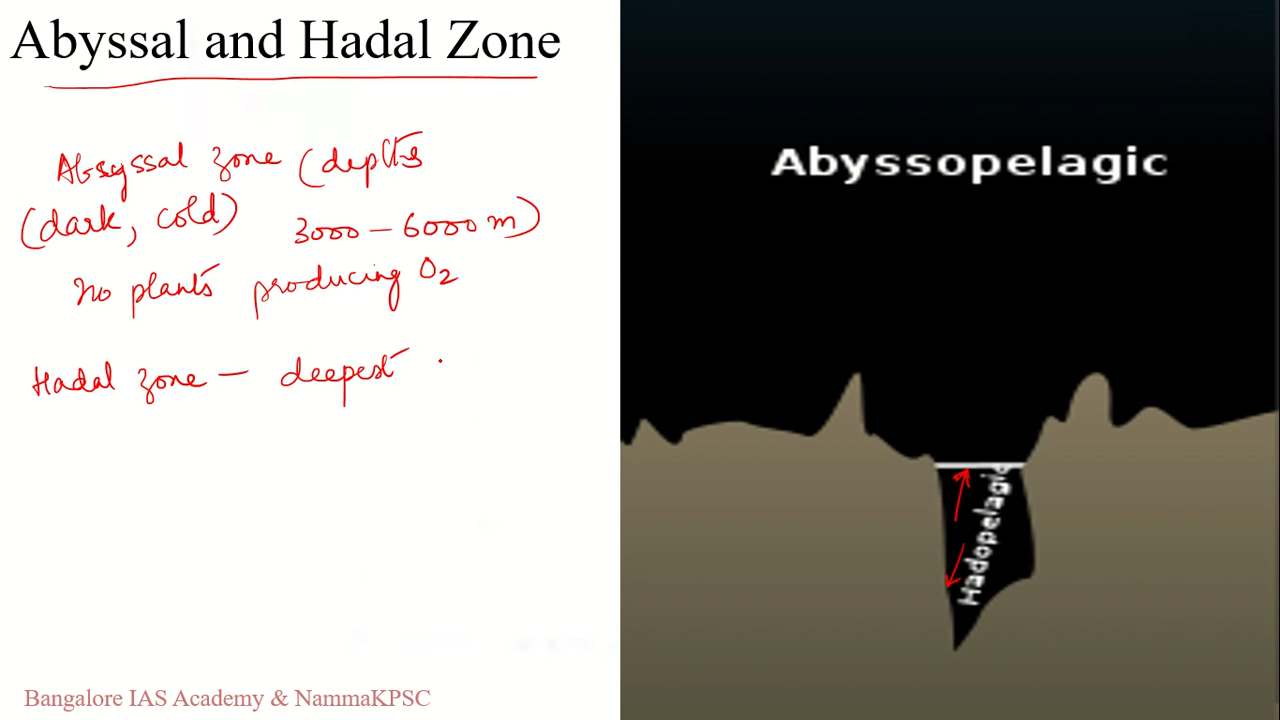 Abyssal and Hadal Zone
Abyssal zone (depths
(dark, cold) 3000 – 6000 m)
No plants producing O2
Hadal zone – deepest
Abyssopelagic
Hadopelagic
Bangalore IAS Academy & NammaKPSC